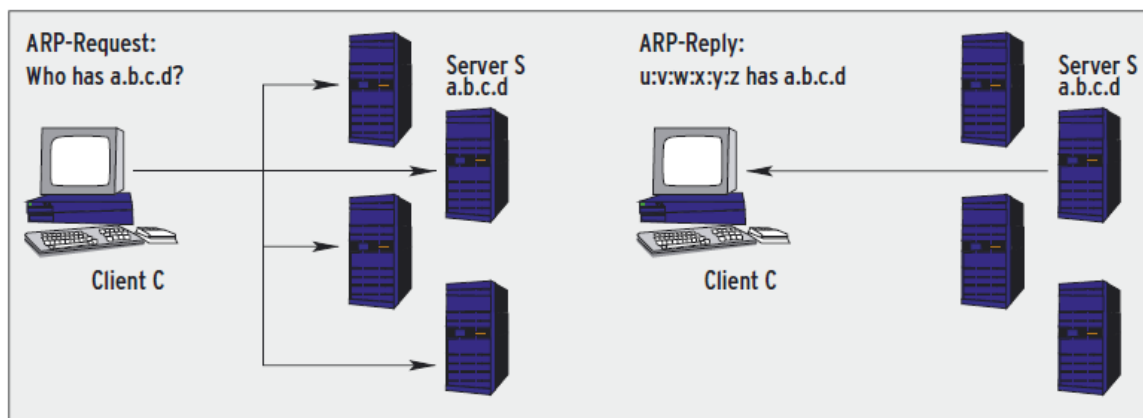 ARP-Request:
Who has a.b.c.d?
Server S
a.b.c.d
Client C
ARP-Reply:
u:v:w:x:y:z has a.b.c.d
Server S
a.b.c.d
Client C